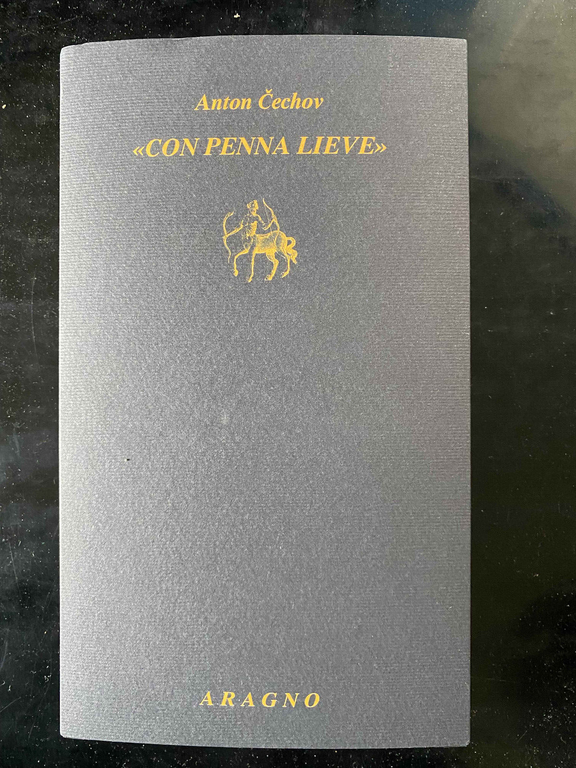 Anton Čechov
«CON PENNA LIEVE»
ARAGNO